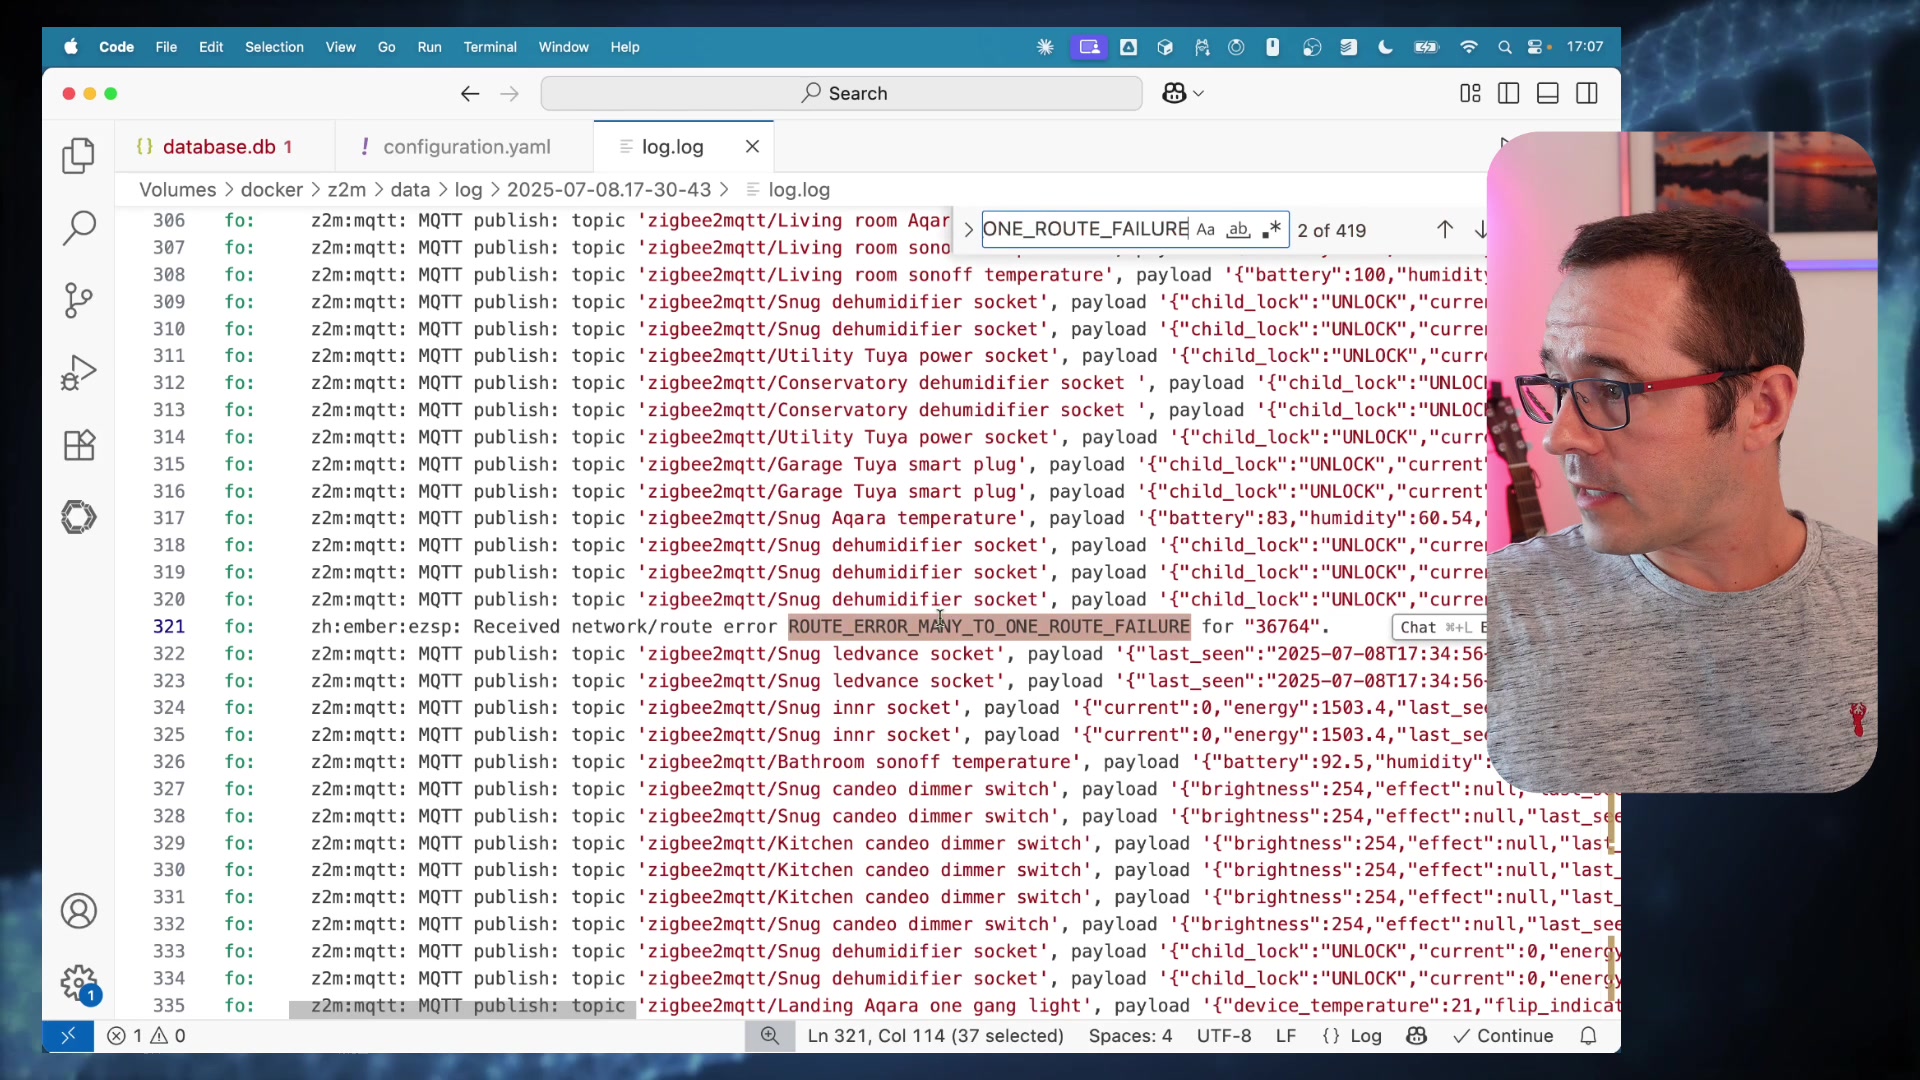 Code File Edit Selection View Go Run Terminal Window Help 17:07
Search
database.db 1 configuration.yaml log.log
Volumes > docker > z2m > data > log > 2025-07-08.17-30-43 > log.log
ONE_ROUTE_FAILURE Aa ab 2 of 419
306 fo: z2m:mqtt: MQTT publish: topic 'zigbee2mqtt/Living room Aqar
307 fo: z2m:mqtt: MQTT publish: topic 'zigbee2mqtt/Living room sono
308 fo: z2m:mqtt: MQTT publish: topic 'zigbee2mqtt/Living room sonoff temperature', payload '{"battery":100,"humidity
309 fo: z2m:mqtt: MQTT publish: topic 'zigbee2mqtt/Snug dehumidifier socket', payload '{"child_lock":"UNLOCK","current
310 fo: z2m:mqtt: MQTT publish: topic 'zigbee2mqtt/Snug dehumidifier socket', payload '{"child_lock":"UNLOCK","curren
311 fo: z2m:mqtt: MQTT publish: topic 'zigbee2mqtt/Utility Tuya power socket', payload '{"child_lock":"UNLOCK","curre
312 fo: z2m:mqtt: MQTT publish: topic 'zigbee2mqtt/Conservatory dehumidifier socket ', payload '{"child_lock":"UNLOCK
313 fo: z2m:mqtt: MQTT publish: topic 'zigbee2mqtt/Conservatory dehumidifier socket ', payload '{"child_lock":"UNLOCK
314 fo: z2m:mqtt: MQTT publish: topic 'zigbee2mqtt/Utility Tuya power socket', payload '{"child_lock":"UNLOCK","curre
315 fo: z2m:mqtt: MQTT publish: topic 'zigbee2mqtt/Garage Tuya smart plug', payload '{"child_lock":"UNLOCK","current"
316 fo: z2m:mqtt: MQTT publish: topic 'zigbee2mqtt/Garage Tuya smart plug', payload '{"child_lock":"UNLOCK","current"
317 fo: z2m:mqtt: MQTT publish: topic 'zigbee2mqtt/Snug Aqara temperature', payload '{"battery":83,"humidity":60.54,"
318 fo: z2m:mqtt: MQTT publish: topic 'zigbee2mqtt/Snug dehumidifier socket', payload '{"child_lock":"UNLOCK","curren
319 fo: z2m:mqtt: MQTT publish: topic 'zigbee2mqtt/Snug dehumidifier socket', payload '{"child_lock":"UNLOCK","curren
320 fo: z2m:mqtt: MQTT publish: topic 'zigbee2mqtt/Snug dehumidifier socket', payload '{"child_lock":"UNLOCK","curren
321 fo: zh:ember:ezsp: Received network/route error ROUTE_ERROR_MANY_TO_ONE_ROUTE_FAILURE for "36764". Chat ⌘+L E
322 fo: z2m:mqtt: MQTT publish: topic 'zigbee2mqtt/Snug ledvance socket', payload '{"last_seen":"2025-07-08T17:34:56
323 fo: z2m:mqtt: MQTT publish: topic 'zigbee2mqtt/Snug ledvance socket', payload '{"last_seen":"2025-07-08T17:34:56
324 fo: z2m:mqtt: MQTT publish: topic 'zigbee2mqtt/Snug innr socket', payload '{"current":0,"energy":1503.4,"last_see
325 fo: z2m:mqtt: MQTT publish: topic 'zigbee2mqtt/Snug innr socket', payload '{"current":0,"energy":1503.4,"last_see
326 fo: z2m:mqtt: MQTT publish: topic 'zigbee2mqtt/Bathroom sonoff temperature', payload '{"battery":92.5,"humidity":
327 fo: z2m:mqtt: MQTT publish: topic 'zigbee2mqtt/Snug candeo dimmer switch', payload '{"brightness":254,"effect":null,"last_see
328 fo: z2m:mqtt: MQTT publish: topic 'zigbee2mqtt/Snug candeo dimmer switch', payload '{"brightness":254,"effect":null,"last_see
329 fo: z2m:mqtt: MQTT publish: topic 'zigbee2mqtt/Kitchen candeo dimmer switch', payload '{"brightness":254,"effect":null,"last_
330 fo: z2m:mqtt: MQTT publish: topic 'zigbee2mqtt/Kitchen candeo dimmer switch', payload '{"brightness":254,"effect":null,"last_
331 fo: z2m:mqtt: MQTT publish: topic 'zigbee2mqtt/Kitchen candeo dimmer switch', payload '{"brightness":254,"effect":null,"last_
332 fo: z2m:mqtt: MQTT publish: topic 'zigbee2mqtt/Snug candeo dimmer switch', payload '{"brightness":254,"effect":null,"last_see
333 fo: z2m:mqtt: MQTT publish: topic 'zigbee2mqtt/Snug dehumidifier socket', payload '{"child_lock":"UNLOCK","current":0,"energy
334 fo: z2m:mqtt: MQTT publish: topic 'zigbee2mqtt/Snug dehumidifier socket', payload '{"child_lock":"UNLOCK","current":0,"energy
335 fo: z2m:mqtt: MQTT publish: topic 'zigbee2mqtt/Landing Aqara one gang light', payload '{"device_temperature":21,"flip_indicat
1
1 0 Ln 321, Col 114 (37 selected) Spaces: 4 UTF-8 LF {} Log Continue